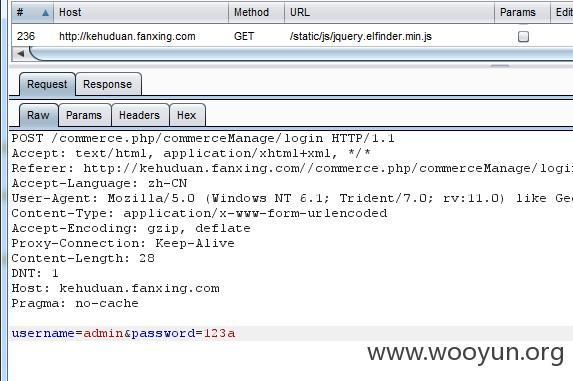 # Host Method URL Params Edit
236 http://kehuduan.fanxing.com GET /static/js/jquery.elfinder.min.js
Request Response
Raw Params Headers Hex
POST /commerce.php/commerceManage/login HTTP/1.1
Accept: text/html, application/xhtml+xml, */*
Referer: http://kehuduan.fanxing.com//commerce.php/commerceManage/logi
Accept-Language: zh-CN
User-Agent: Mozilla/5.0 (Windows NT 6.1; Trident/7.0; rv:11.0) like Ge
Content-Type: application/x-www-form-urlencoded
Accept-Encoding: gzip, deflate
Proxy-Connection: Keep-Alive
Content-Length: 28
DNT: 1
Host: kehuduan.fanxing.com
Pragma: no-cache
username=admin&password=123a
www.wooyun.org